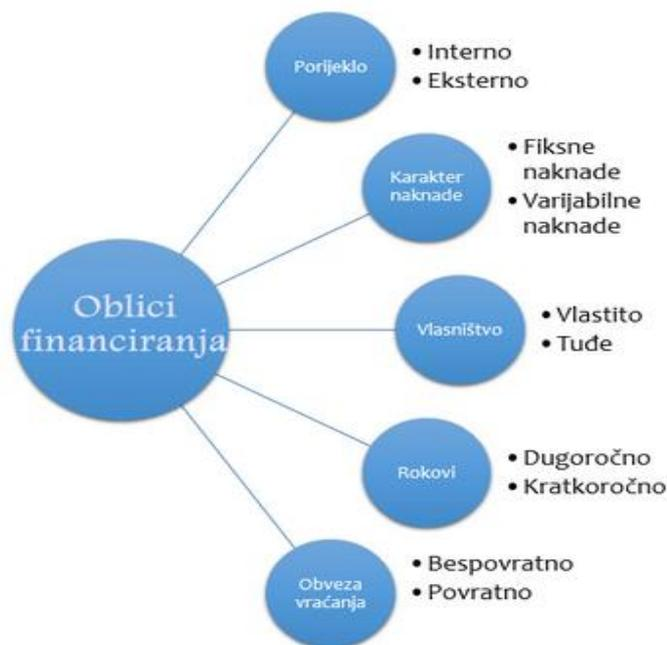 Oblici
financiranja
Porijeklo
• Interno
• Eksterno
Karakter
naknade
• Fiksne
naknade
• Varijabilne
naknade
Vlasništvo
• Vlastito
• Tuđe
Rokovi
• Dugoročno
• Kratkoročno
Obveza
vraćanja
• Bespovratno
• Povratno